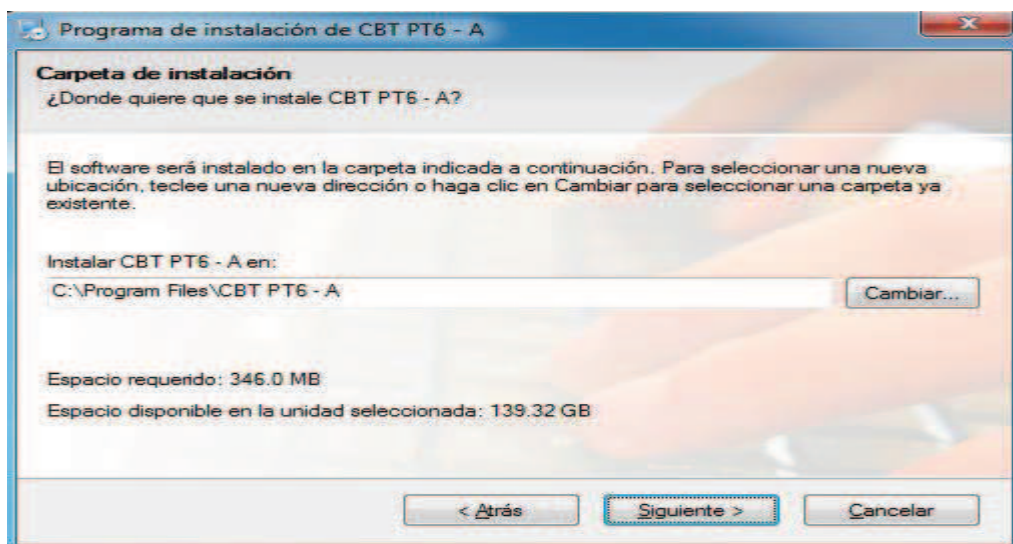 Programa de instalación de CBT PT6 - A
Carpeta de instalación
¿Donde quiere que se instale CBT PT6 - A?
El software será instalado en la carpeta indicada a continuación. Para seleccionar una nueva
ubicación, teclee una nueva dirección o haga clic en Cambiar para seleccionar una carpeta ya
existente.
Instalar CBT PT6 - A en:
C:\Program Files\CBT PT6 - A
Cambiar...
Espacio requerido: 346.0 MB
Espacio disponible en la unidad seleccionada: 139.32 GB
< Atrás
Siguiente >
Cancelar